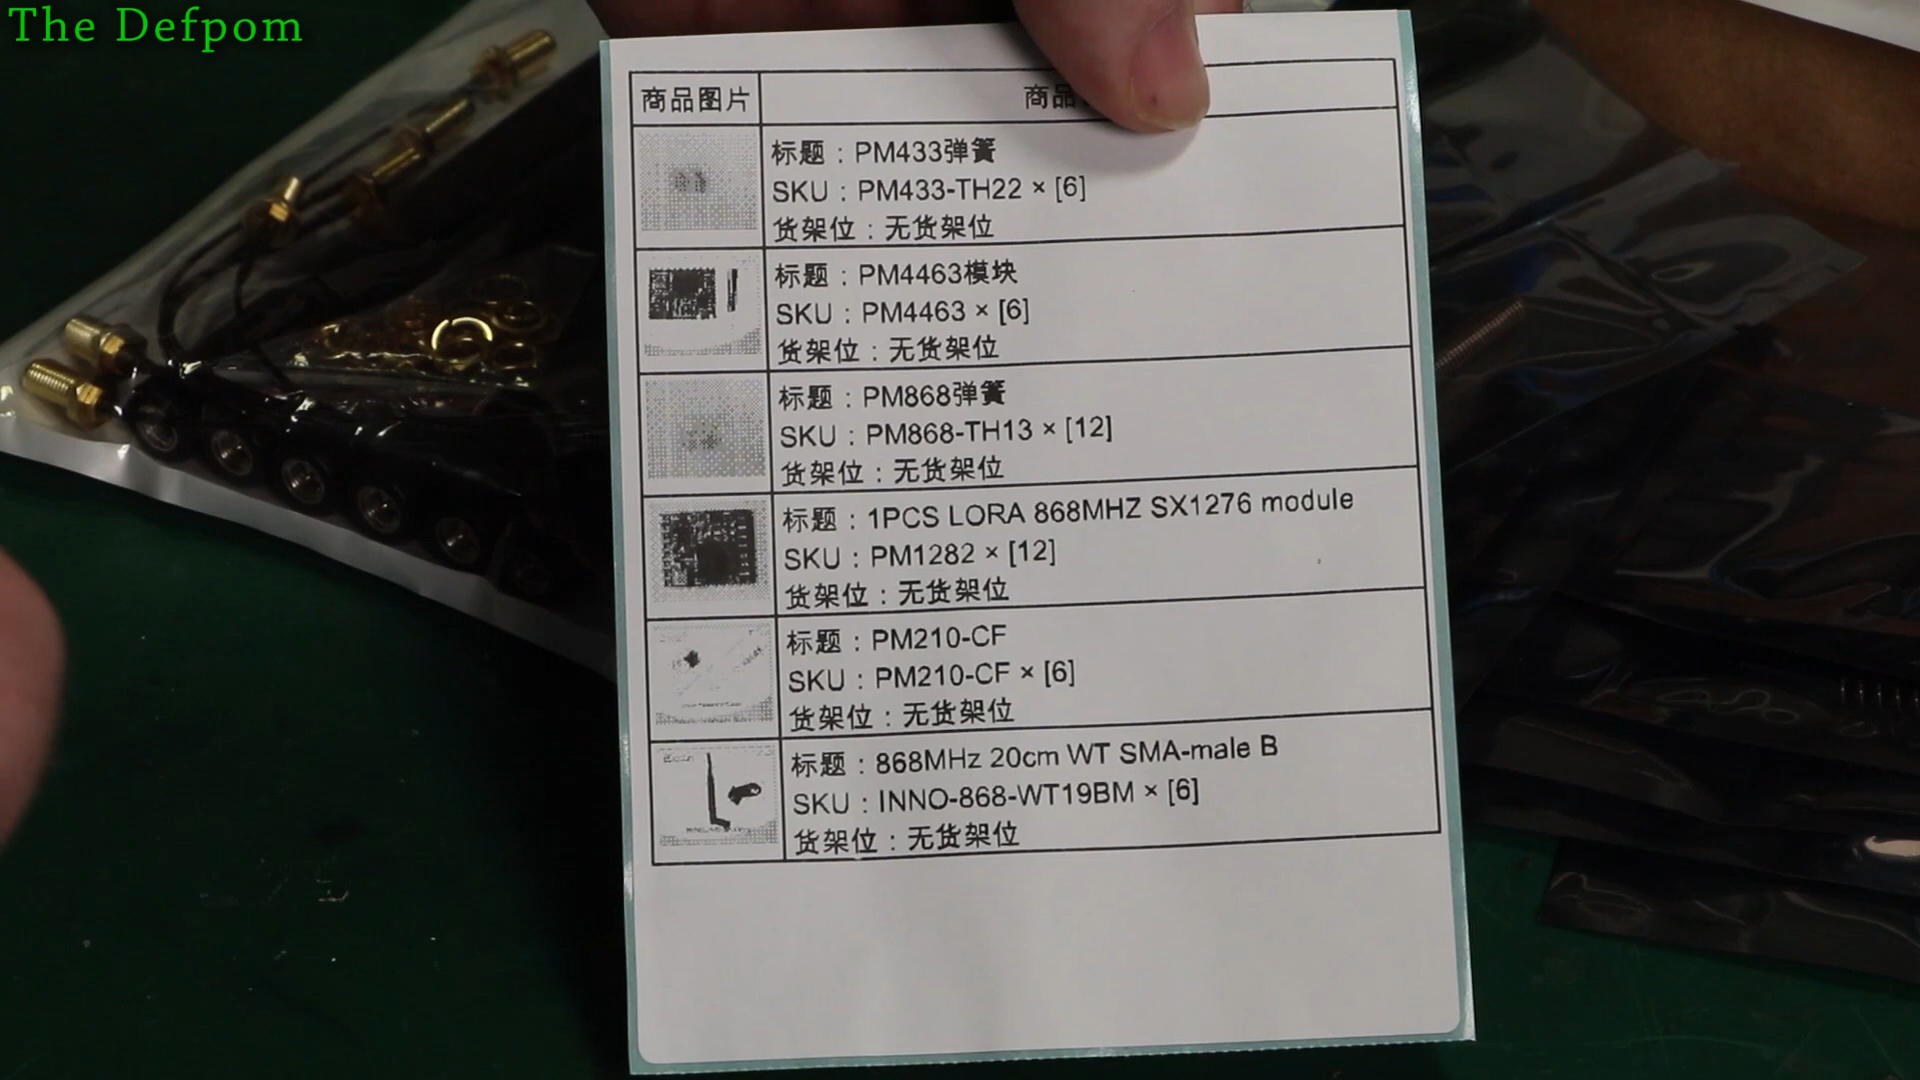 The Defpom
商品图片
商品
标题：PM433弹簧
SKU：PM433-TH22 × [6]
货架位：无货架位
标题：PM4463模块
SKU：PM4463 × [6]
货架位：无货架位
标题：PM868弹簧
SKU：PM868-TH13 × [12]
货架位：无货架位
标题：1PCS LORA 868MHZ SX1276 module
SKU：PM1282 × [12]
货架位：无货架位
标题：PM210-CF
SKU：PM210-CF × [6]
货架位：无货架位
标题：868MHz 20cm WT SMA-male B
SKU：INNO-868-WT19BM × [6]
货架位：无货架位